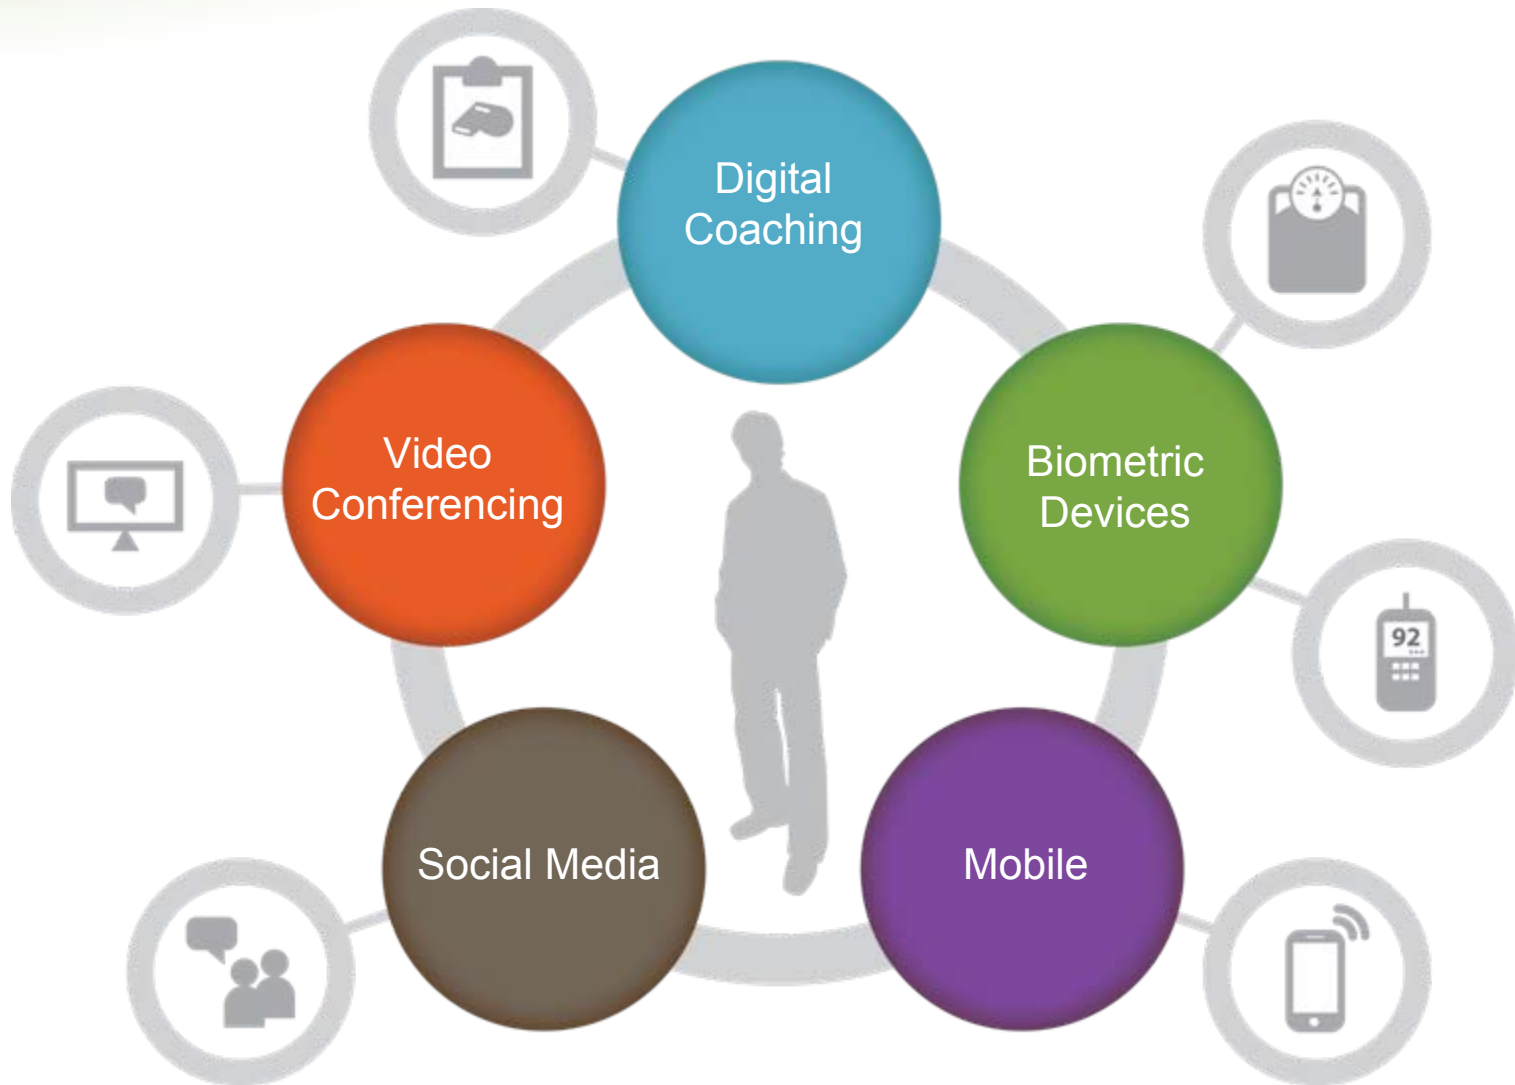 Digital
Coaching
Video
Conferencing
Biometric
Devices
92
Social Media
Mobile